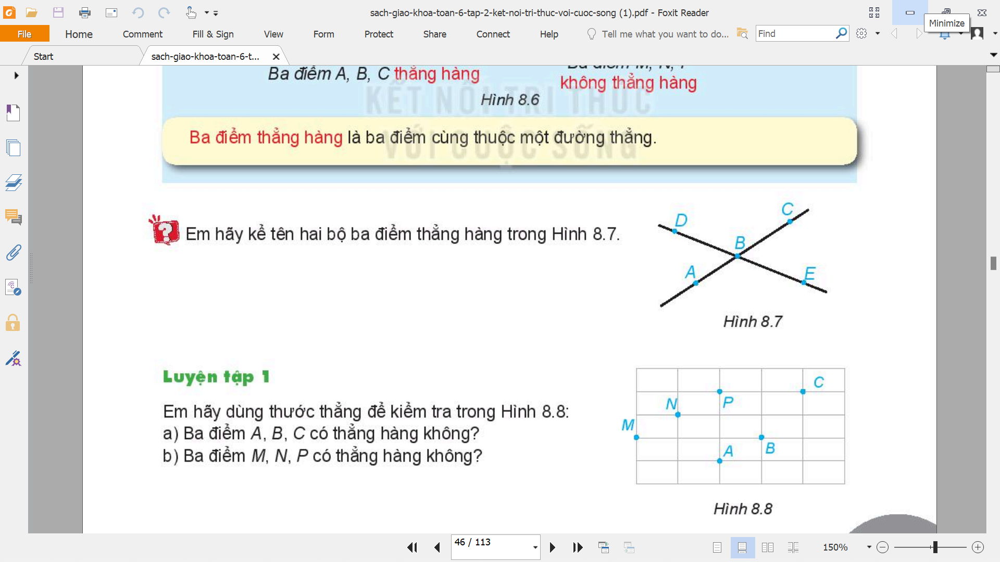 sach-giao-khoa-toan-6-tap-2-ket-noi-tri-thuc-voi-cuoc-song (1).pdf - Foxit Reader
Minimize
File Home Comment Fill & Sign View Form Protect Share Connect Help Tell me what you want to do... Find
Start sach-giao-khoa-toan-6-t...
Ba điểm A, B, C thẳng hàng
Ba điểm M, N, P
không thẳng hàng
Hình 8.6
KẾT NỐI TRI THỨC
VỚI CUỘC SỐNG
Ba điểm thẳng hàng là ba điểm cùng thuộc một đường thẳng.
?
Em hãy kể tên hai bộ ba điểm thẳng hàng trong Hình 8.7.
D
C
B
A
E
Hình 8.7
Luyện tập 1
Em hãy dùng thước thẳng để kiểm tra trong Hình 8.8:
a) Ba điểm A, B, C có thẳng hàng không?
b) Ba điểm M, N, P có thẳng hàng không?
C
N
P
M
A
B
Hình 8.8
46 / 113
150%